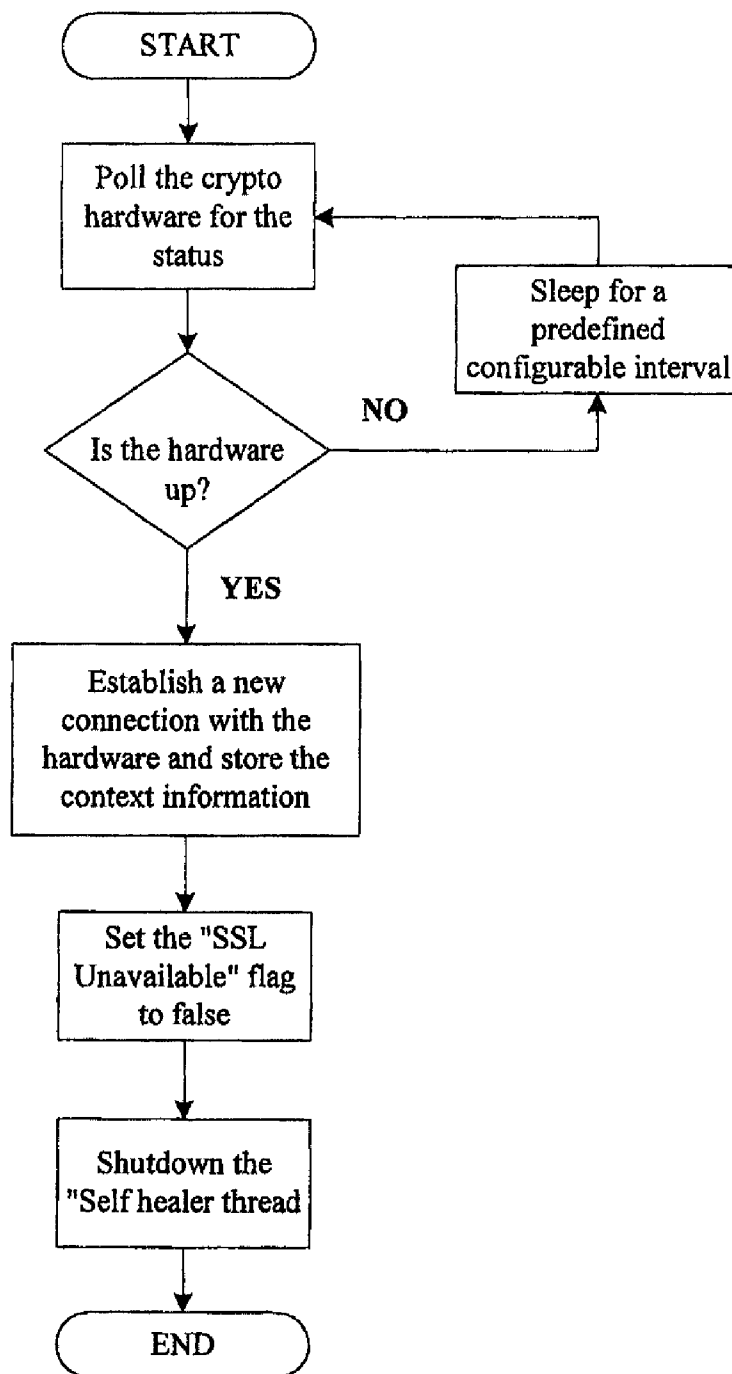 START
Poll the crypto
hardware for the
status
Sleep for a
predefined
configurable interval
NO
Is the hardware
up?
YES
Establish a new
connection with the
hardware and store the
context information
Set the "SSL
Unavailable" flag
to false
Shutdown the
"Self healer thread
END